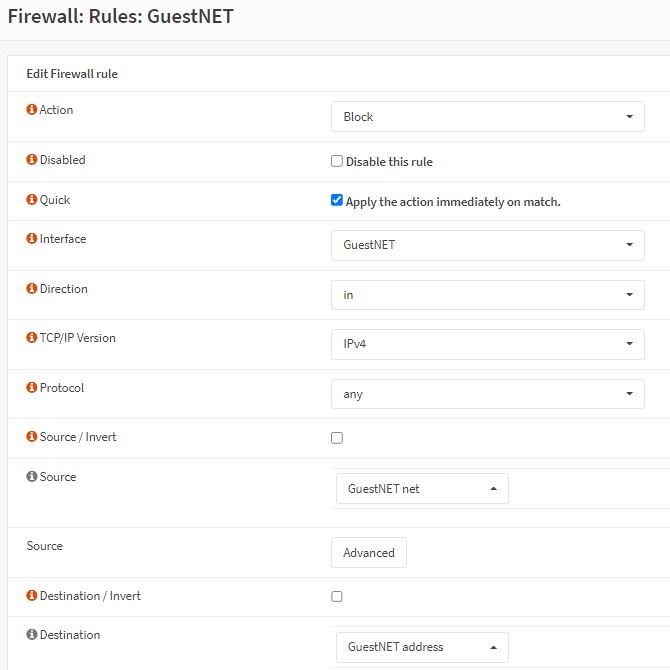 Firewall: Rules: GuestNET
Edit Firewall rule
Action
Block
Disabled
Disable this rule
Quick
Apply the action immediately on match.
Interface
GuestNET
Direction
in
TCP/IP Version
IPv4
Protocol
any
Source / Invert
Source
GuestNET net
Source
Advanced
Destination / Invert
Destination
GuestNET address